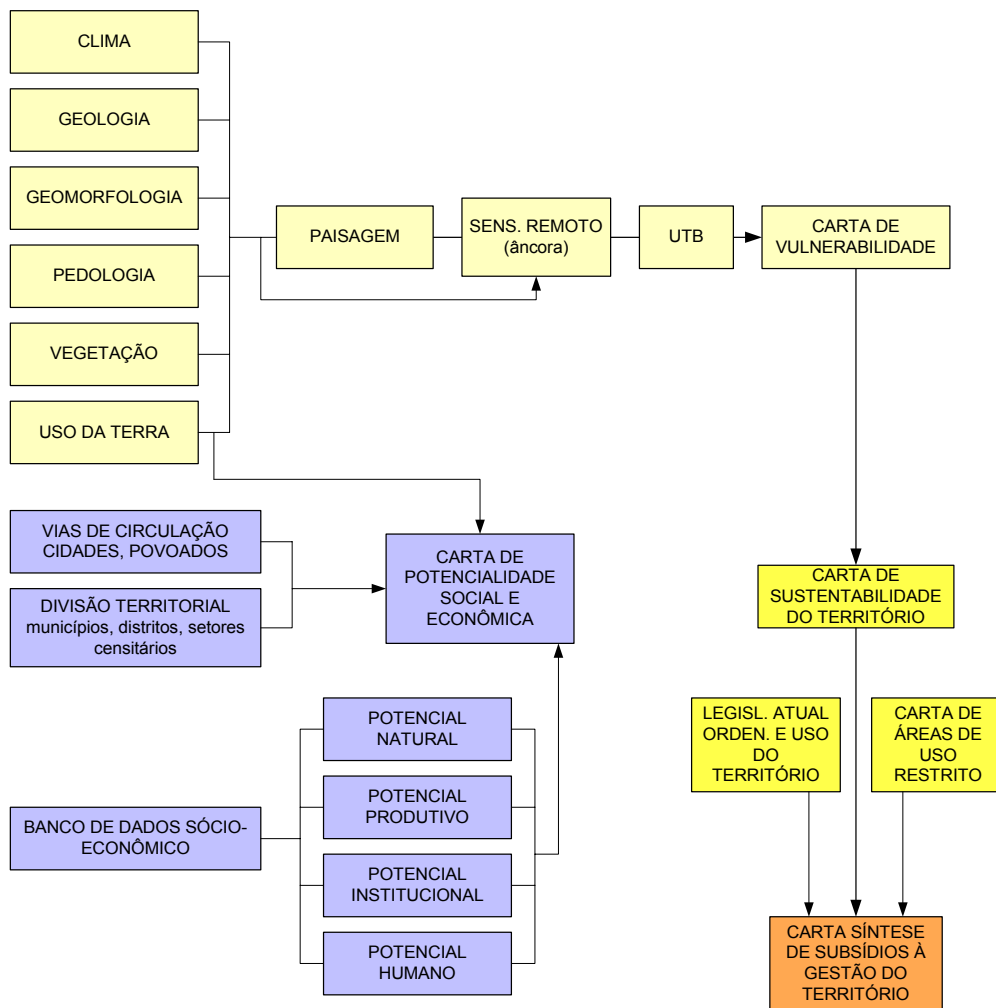 CLIMA
GEOLOGIA
GEOMORFOLOGIA
PEDOLOGIA
VEGETAÇÃO
USO DA TERRA
PAISAGEM
SENS. REMOTO
(âncora)
UTB
CARTA DE
VULNERABILIDADE
VIAS DE CIRCULAÇÃO
CIDADES, POVOADOS
DIVISÃO TERRITORIAL
municípios, distritos, setores
censitários
CARTA DE
POTENCIALIDADE
SOCIAL E
ECONÔMICA
CARTA DE
SUSTENTABILIDADE
DO TERRITÓRIO
BANCO DE DADOS SÓCIO-
ECONÔMICO
POTENCIAL
NATURAL
POTENCIAL
PRODUTIVO
POTENCIAL
INSTITUCIONAL
POTENCIAL
HUMANO
LEGISL. ATUAL
ORDEN. E USO
DO
TERRITÓRIO
CARTA DE
ÁREAS DE
USO
RESTRITO
CARTA SÍNTESE
DE SUBSÍDIOS À
GESTÃO DO
TERRITÓRIO